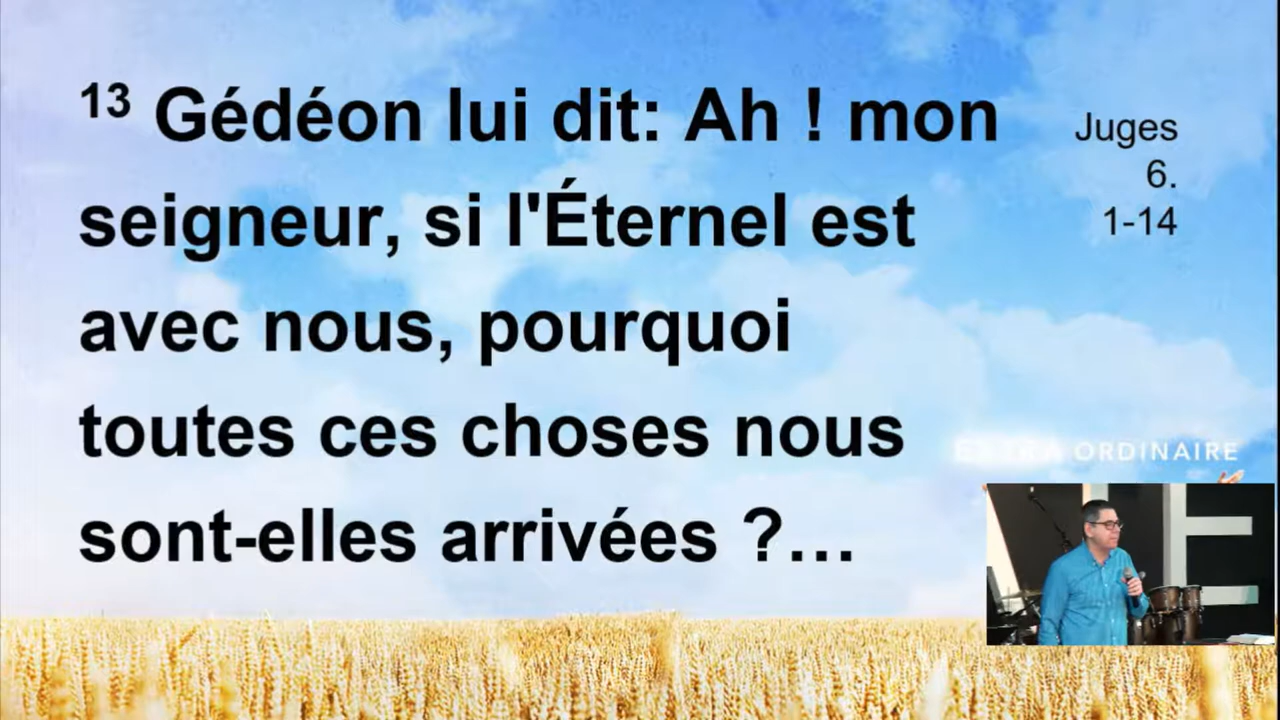 13 Gédéon lui dit: Ah ! mon
seigneur, si l'Éternel est
avec nous, pourquoi
toutes ces choses nous
sont-elles arrivées ?...
Juges
6.
1-14
EXTRA ORDINAIRE
E